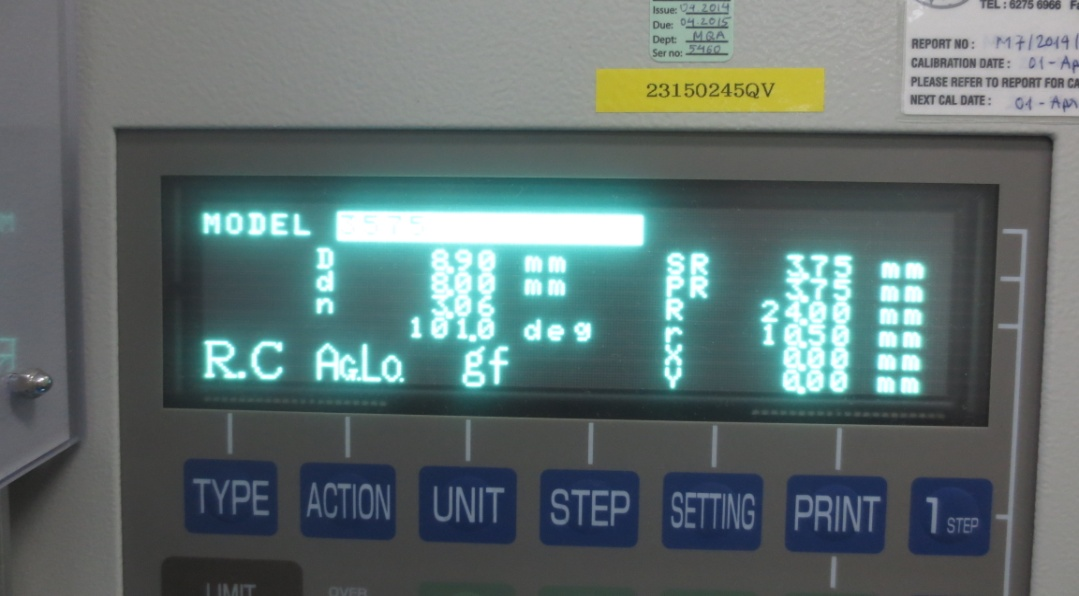 Issue: 04 2014
Due: 04.2015
Dept: MQA
Ser no: 5460
23150245QV
TEL : 6275 6966
REPORT NO : M7/2014/
CALIBRATION DATE : 01 - Ap
PLEASE REFER TO REPORT FOR CA
NEXT CAL DATE : 01 - Apr
MODEL 3575
D 8.90 mm SR 3.75 mm
d 8.00 mm PR 3.75 mm
n 3.06 R 24.00 mm
101.0 deg r 10.50 mm
X 0.00 mm
R.C AG.LO. gf Y 0.00 mm
TYPE ACTION UNIT STEP SETTING PRINT 1 STEP
LIMIT OVER